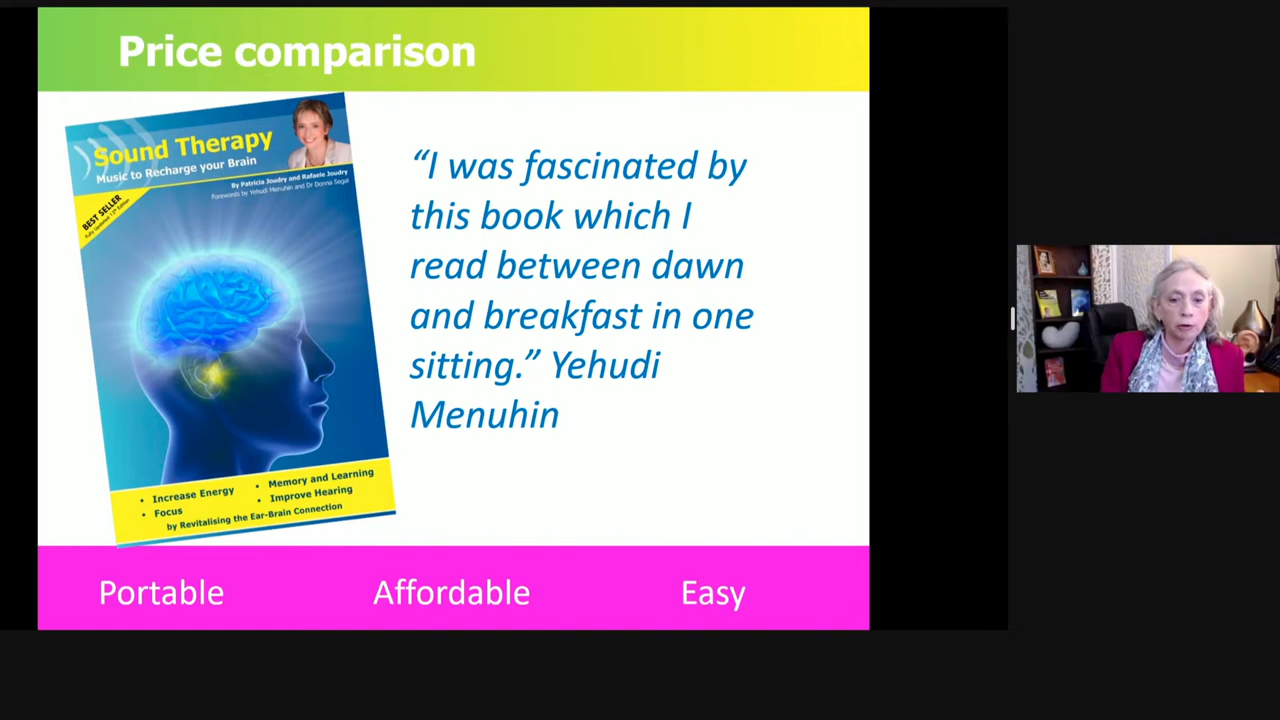 Price comparison
Sound Therapy
Music to Recharge your Brain
By Patricia Joudry and Rafaele Joudry
Forewords by Yehudi Menuhin and Dr Donna Segal
BEST SELLER
Fully Updated
Edition
• Increase Energy
• Focus
• Memory and Learning
• Improve Hearing
by Revitalising the Ear-Brain Connection
“I was fascinated by
this book which I
read between dawn
and breakfast in one
sitting.” Yehudi
Menuhin
Portable Affordable Easy